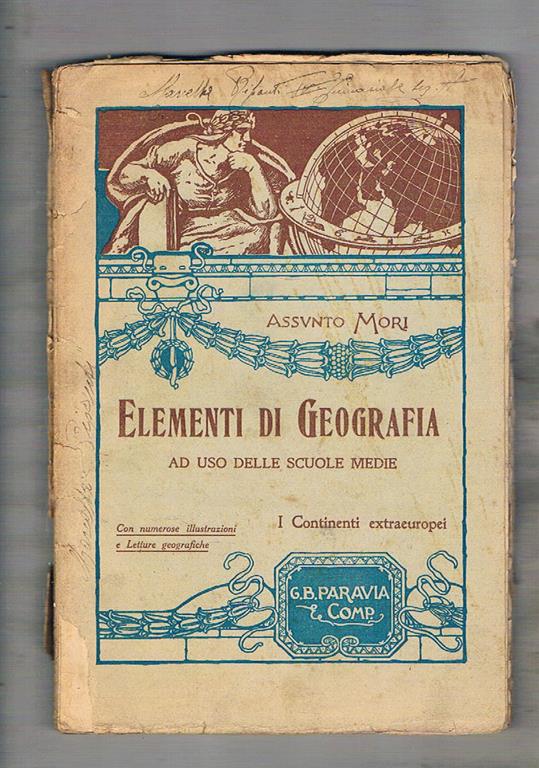 ASSVNTO MORI
ELEMENTI DI GEOGRAFIA
AD USO DELLE SCUOLE MEDIE
I Continenti extraeuropei
Con numerose illustrazioni
e Letture geografiche
G.B. PARAVIA
& COMP.